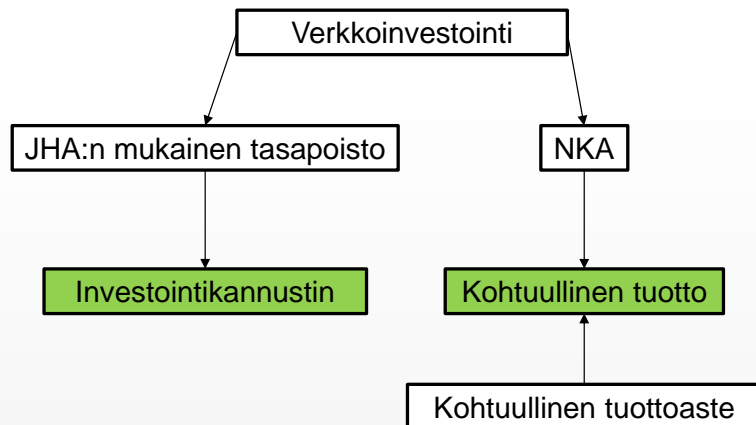 Verkkoinvestointi
JHA:n mukainen tasapoisto
NKA
Investointikannustin
Kohtuullinen tuotto
Kohtuullinen tuottoaste